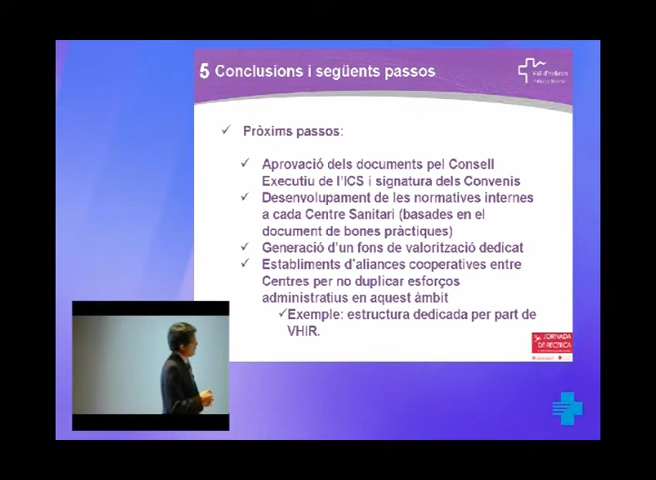 5 Conclusions i següents passos
Vall d'Hebron
Pròxims passos:
Aprovació dels documents pel Consell
Executiu de l'ICS i signatura dels Convenis
Desenvolupament de les normatives internes
a cada Centre Sanitari (basades en el
document de bones pràctiques)
Generació d'un fons de valorització dedicat
Establiments d'aliances cooperatives entre
Centres per no duplicar esforços
administratius en aquest àmbit
Exemple: estructura dedicada per part de
VHIR.
JORNADA
DE RECERCA